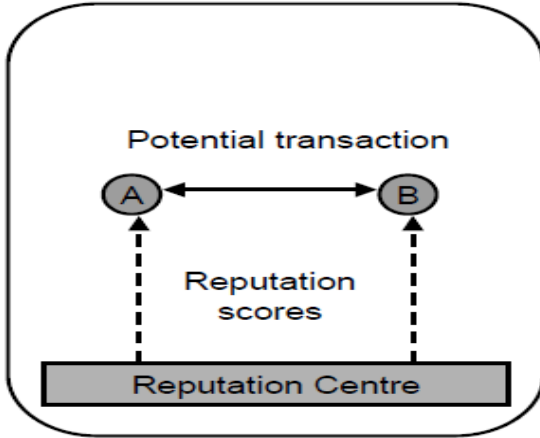 Potential transaction
A
B
Reputation
scores
Reputation Centre